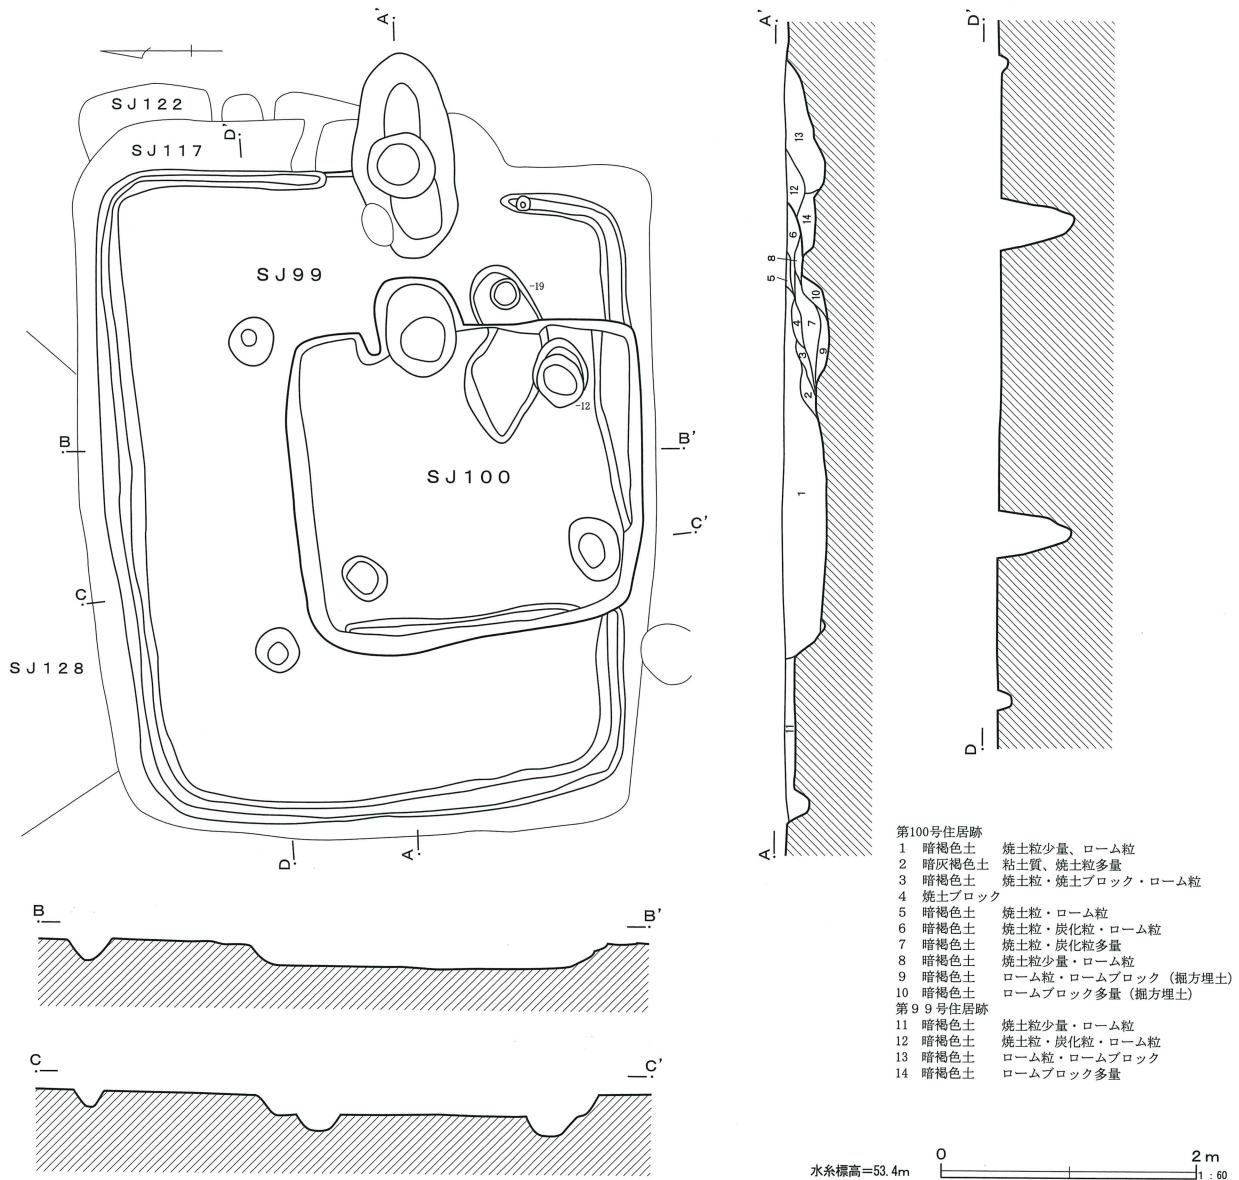 A'
SJ122
SJ117
D'
SJ99
-19
-12
B
B'
SJ100
C'
C
SJ128
D
A
A'
13
12
14
6
8
5
10
4
7
3
9
2
1
11
A
D'
D
B
B'
C
C'
第100号住居跡
1 暗褐色土 焼土粒少量、ローム粒
2 暗灰褐色土 粘土質、焼土粒多量
3 暗褐色土 焼土粒・焼土ブロック・ローム粒
4 焼土ブロック
5 暗褐色土 焼土粒・ローム粒
6 暗褐色土 焼土粒・炭化粒・ローム粒
7 暗褐色土 焼土粒・炭化粒多量
8 暗褐色土 焼土粒少量・ローム粒
9 暗褐色土 ローム粒・ロームブロック（掘方埋土）
10 暗褐色土 ロームブロック多量（掘方埋土）
第99号住居跡
11 暗褐色土 焼土粒少量・ローム粒
12 暗褐色土 焼土粒・炭化粒・ローム粒
13 暗褐色土 ローム粒・ロームブロック
14 暗褐色土 ロームブロック多量
水糸標高=53.4m
0 2m
1:60